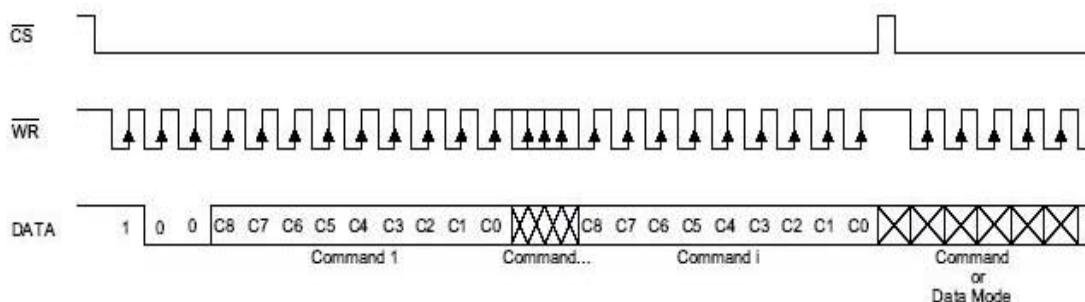 CS
WR
DATA 1 0 0 C8 C7 C6 C5 C4 C3 C2 C1 C0 C8 C7 C6 C5 C4 C3 C2 C1 C0
Command 1 Command... Command i Command
or
Data Mode